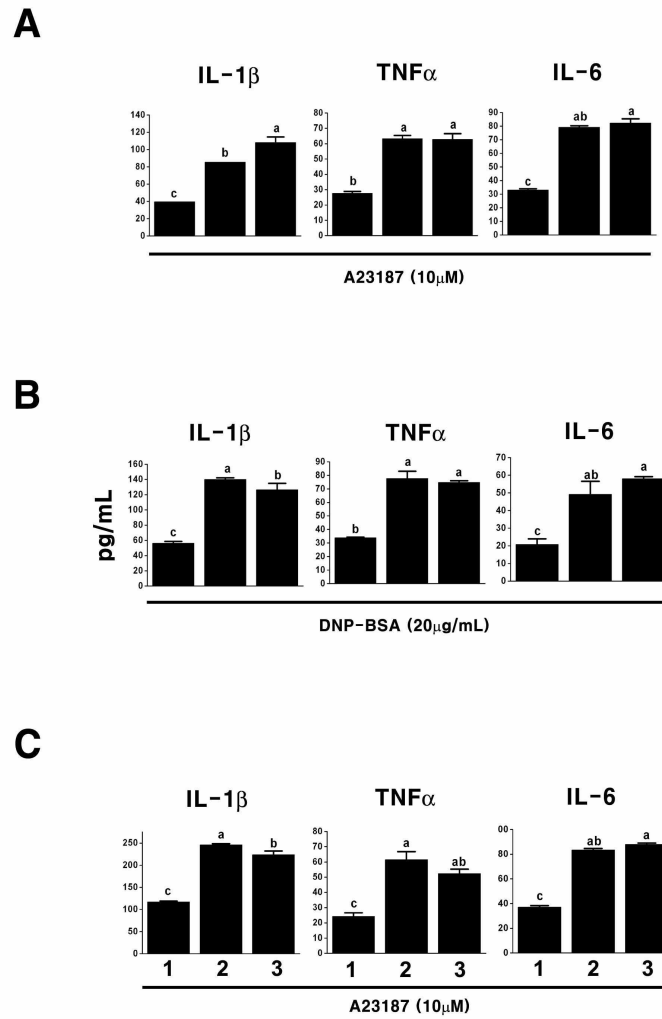 A
IL-1β TNFα IL-6
140 120 100 80 60 40 20 0 c b a
80 70 60 50 40 30 20 10 0 b a a
90 80 70 60 50 40 30 20 10 0 c ab a
A23187 (10μM)
B
IL-1β TNFα IL-6
pg/mL
160 140 120 100 80 60 40 20 0 c a b
90 80 70 60 50 40 30 20 10 0 b a a
70 60 50 40 30 20 10 0 c ab a
DNP-BSA (20μg/mL)
C
IL-1β TNFα IL-6
250 200 150 100 50 0 c a b
80 70 60 50 40 30 20 10 0 c a ab
00 80 60 40 20 0 c ab a
1 2 3 1 2 3 1 2 3
A23187 (10μM)